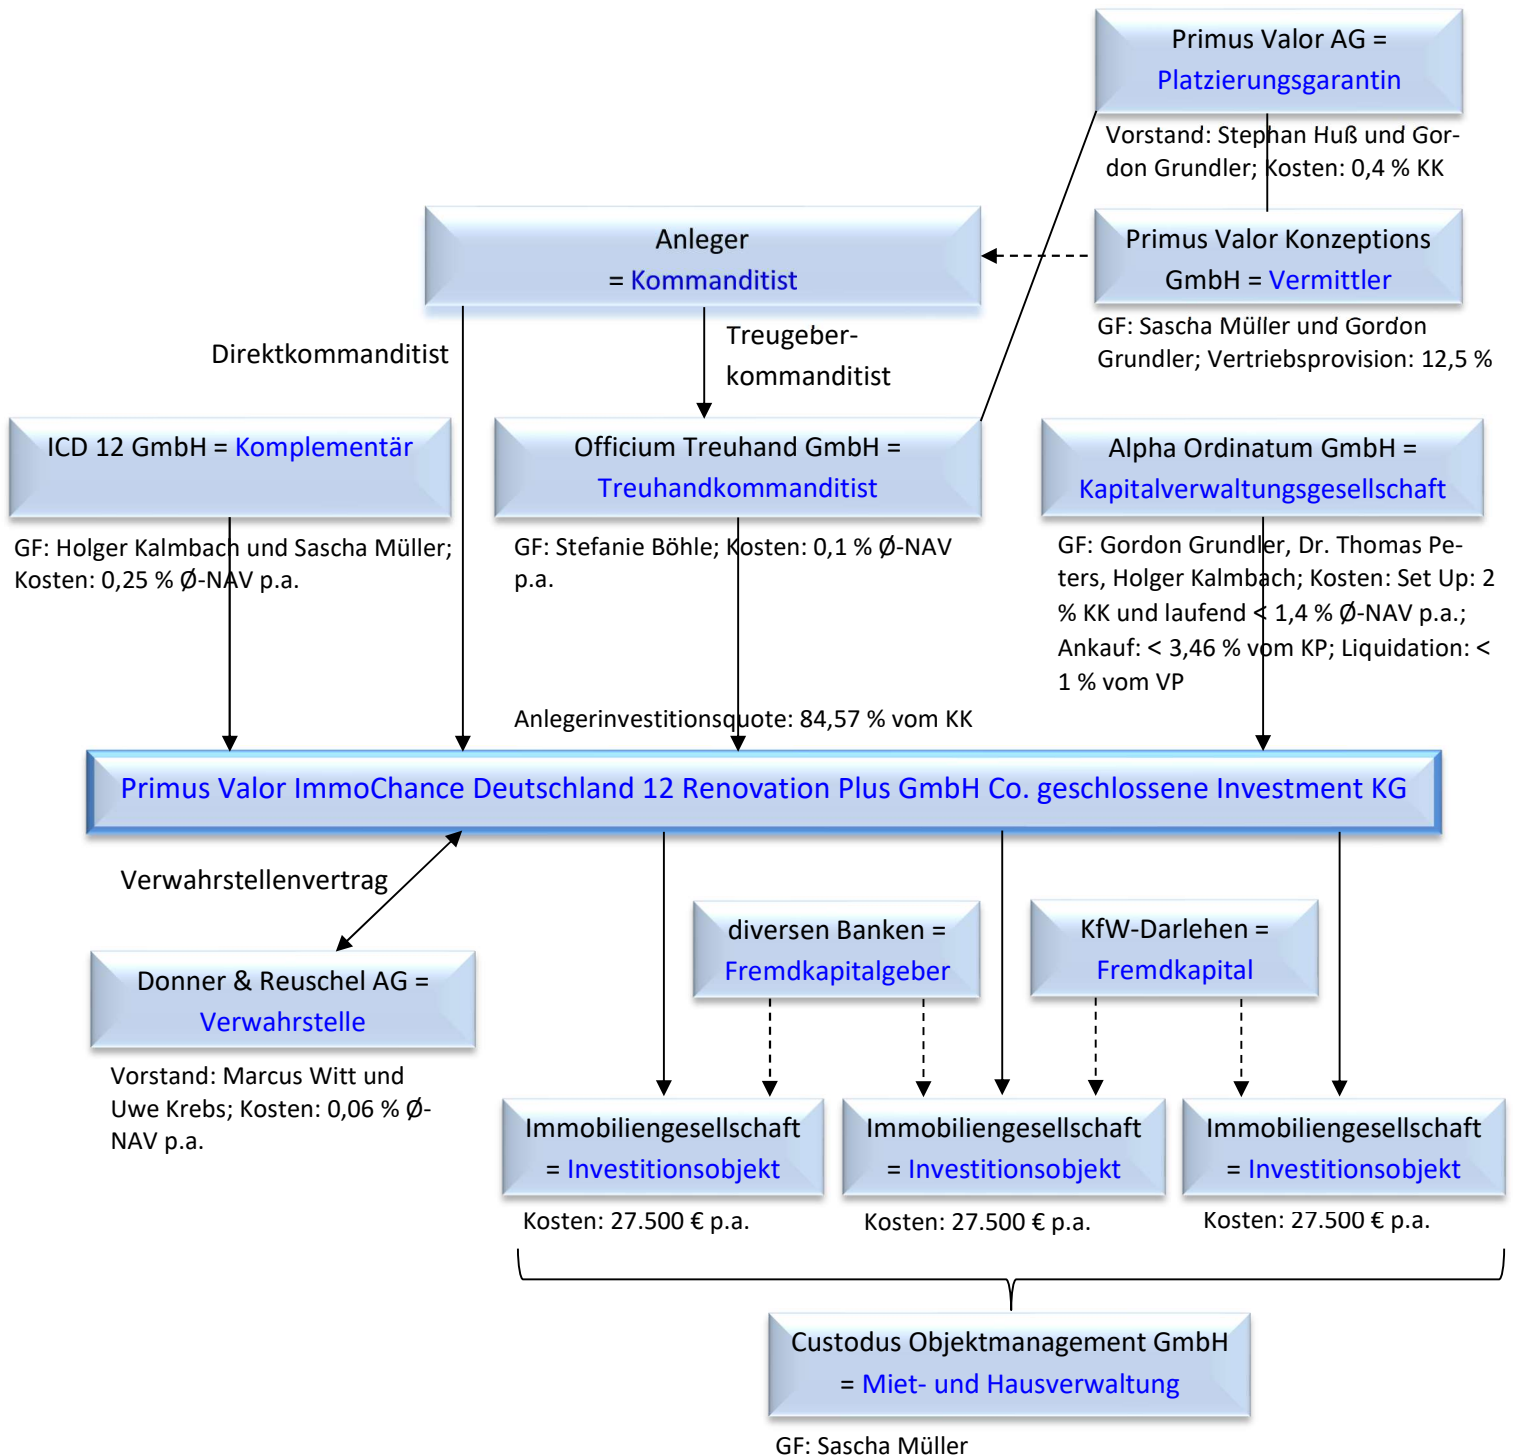 Primus Valor AG =
Platzierungsgarantin
Vorstand: Stephan Huß und Gor-
don Grundler; Kosten: 0,4 % KK
Anleger
= Kommanditist
Primus Valor Konzeptions
GmbH = Vermittler
GF: Sascha Müller und Gordon
Grundler; Vertriebsprovision: 12,5 %
Direktkommanditist
Treugeber-
kommanditist
ICD 12 GmbH = Komplementär
GF: Holger Kalmbach und Sascha Müller;
Kosten: 0,25 % Ø-NAV p.a.
Officium Treuhand GmbH =
Treuhandkommanditist
GF: Stefanie Böhle; Kosten: 0,1 % Ø-NAV
p.a.
Alpha Ordinatum GmbH =
Kapitalverwaltungsgesellschaft
GF: Gordon Grundler, Dr. Thomas Pe-
ters, Holger Kalmbach; Kosten: Set Up: 2
% KK und laufend < 1,4 % Ø-NAV p.a.;
Ankauf: < 3,46 % vom KP; Liquidation: <
1 % vom VP
Anlegerinvestitionsquote: 84,57 % vom KK
Primus Valor ImmoChance Deutschland 12 Renovation Plus GmbH Co. geschlossene Investment KG
Verwahrstellenvertrag
Donner & Reuschel AG =
Verwahrstelle
Vorstand: Marcus Witt und
Uwe Krebs; Kosten: 0,06 % Ø-
NAV p.a.
diversen Banken =
Fremdkapitalgeber
KfW-Darlehen =
Fremdkapital
Immobiliengesellschaft
= Investitionsobjekt
Kosten: 27.500 € p.a.
Immobiliengesellschaft
= Investitionsobjekt
Kosten: 27.500 € p.a.
Immobiliengesellschaft
= Investitionsobjekt
Kosten: 27.500 € p.a.
Custodus Objektmanagement GmbH
= Miet- und Hausverwaltung
GF: Sascha Müller